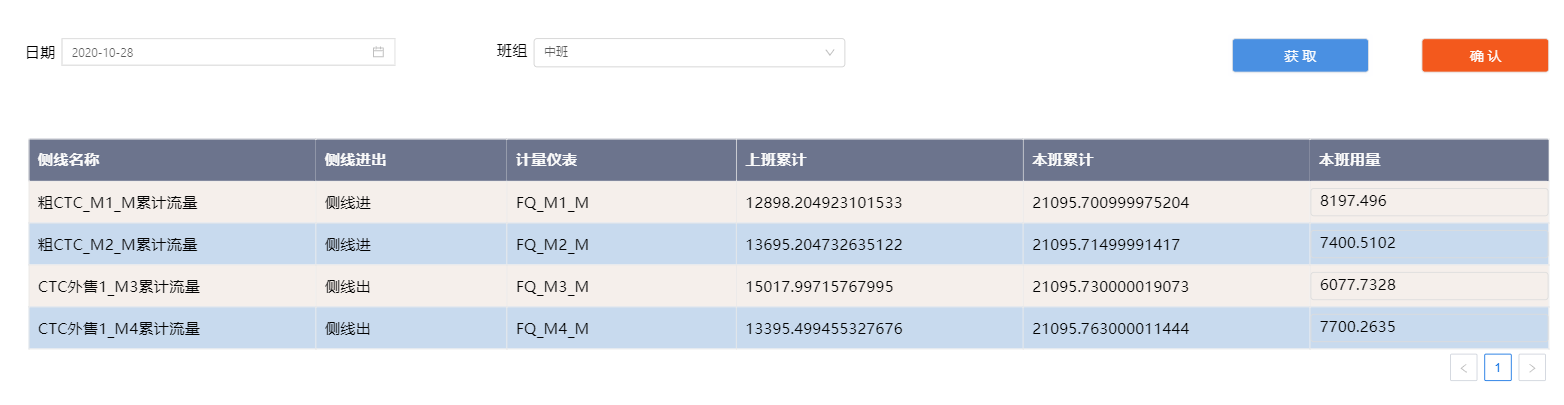 日期 2020-10-28 班组 中班 获取 确认
侧线名称 侧线进出 计量仪表 上班累计 本班累计 本班用量
粗CTC_M1_M累计流量 侧线进 FQ_M1_M 12898.204923101533 21095.700999975204 8197.496
粗CTC_M2_M累计流量 侧线进 FQ_M2_M 13695.204732635122 21095.71499991417 7400.5102
CTC外售1_M3累计流量 侧线出 FQ_M3_M 15017.99715767995 21095.730000019073 6077.7328
CTC外售1_M4累计流量 侧线出 FQ_M4_M 13395.499455327676 21095.763000011444 7700.2635
< 1 >